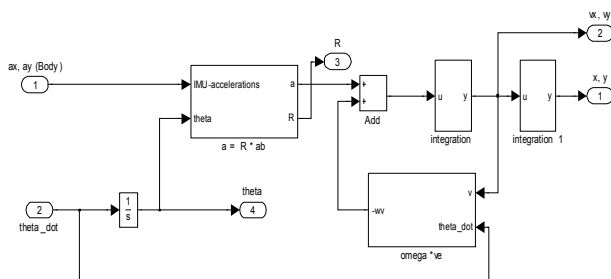 ax, ay (Body)
1
IMU-accelerations
theta
a
R
a = R * ab
R
3
+
+
Add
u
y
integration
u
y
integration 1
vx, vy
2
x, y
1
2
theta_dot
1
s
theta
4
-wv
v
theta_dot
omega *ve